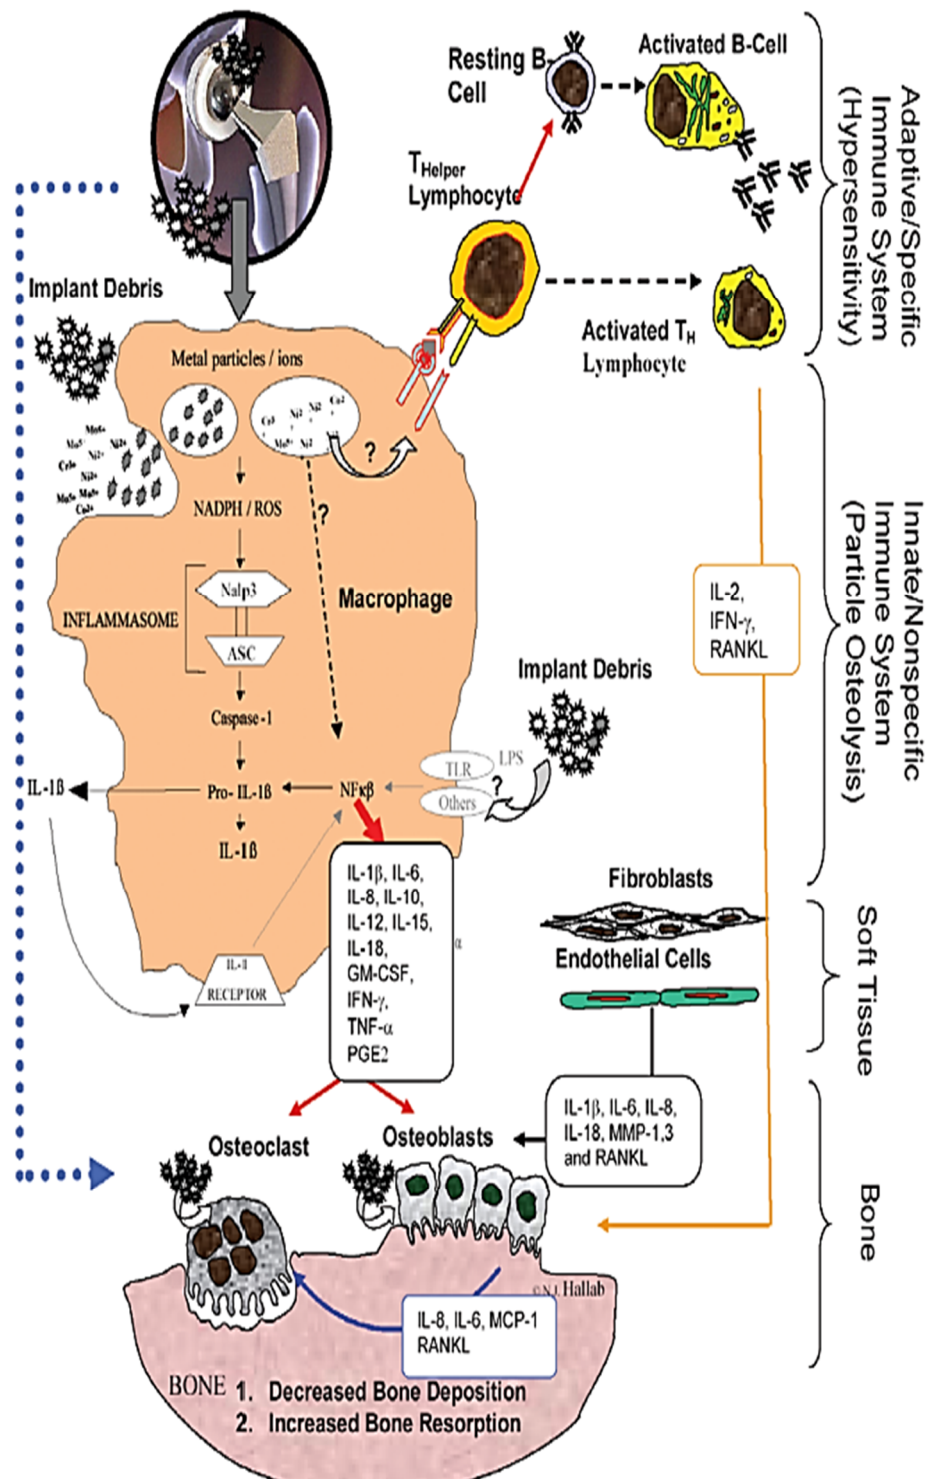 Resting B-
Cell
Activated B-Cell
T Helper
Lymphocyte
Activated TH
Lymphocyte
Adaptive/Specific
Immune System
(Hypersensitivity)
Implant Debris
Metal particles / ions
?
NADPH / ROS
?
Nalp3
INFLAMMASOME
ASC
Macrophage
Caspase-1
Implant Debris
TLR
LPS
Others
?
IL-1ß
Pro- IL-1ß
NFκβ
IL-1ß
IL-2,
IFN-γ,
RANKL
Innate/Nonspecific
Immune System
(Particle Osteolysis)
IL-1β, IL-6,
IL-8, IL-10,
IL-12, IL-15,
IL-18,
GM-CSF,
IFN-γ,
TNF-α
PGE2
α
RECEPTOR
Fibroblasts
Endothelial Cells
Soft Tissue
IL-1β, IL-6, IL-8,
IL-18, MMP-1,3
and RANKL
Osteoclast
Osteoblasts
Bone
© N.J. Hallab
IL-8, IL-6, MCP-1
RANKL
BONE 1. Decreased Bone Deposition
2. Increased Bone Resorption